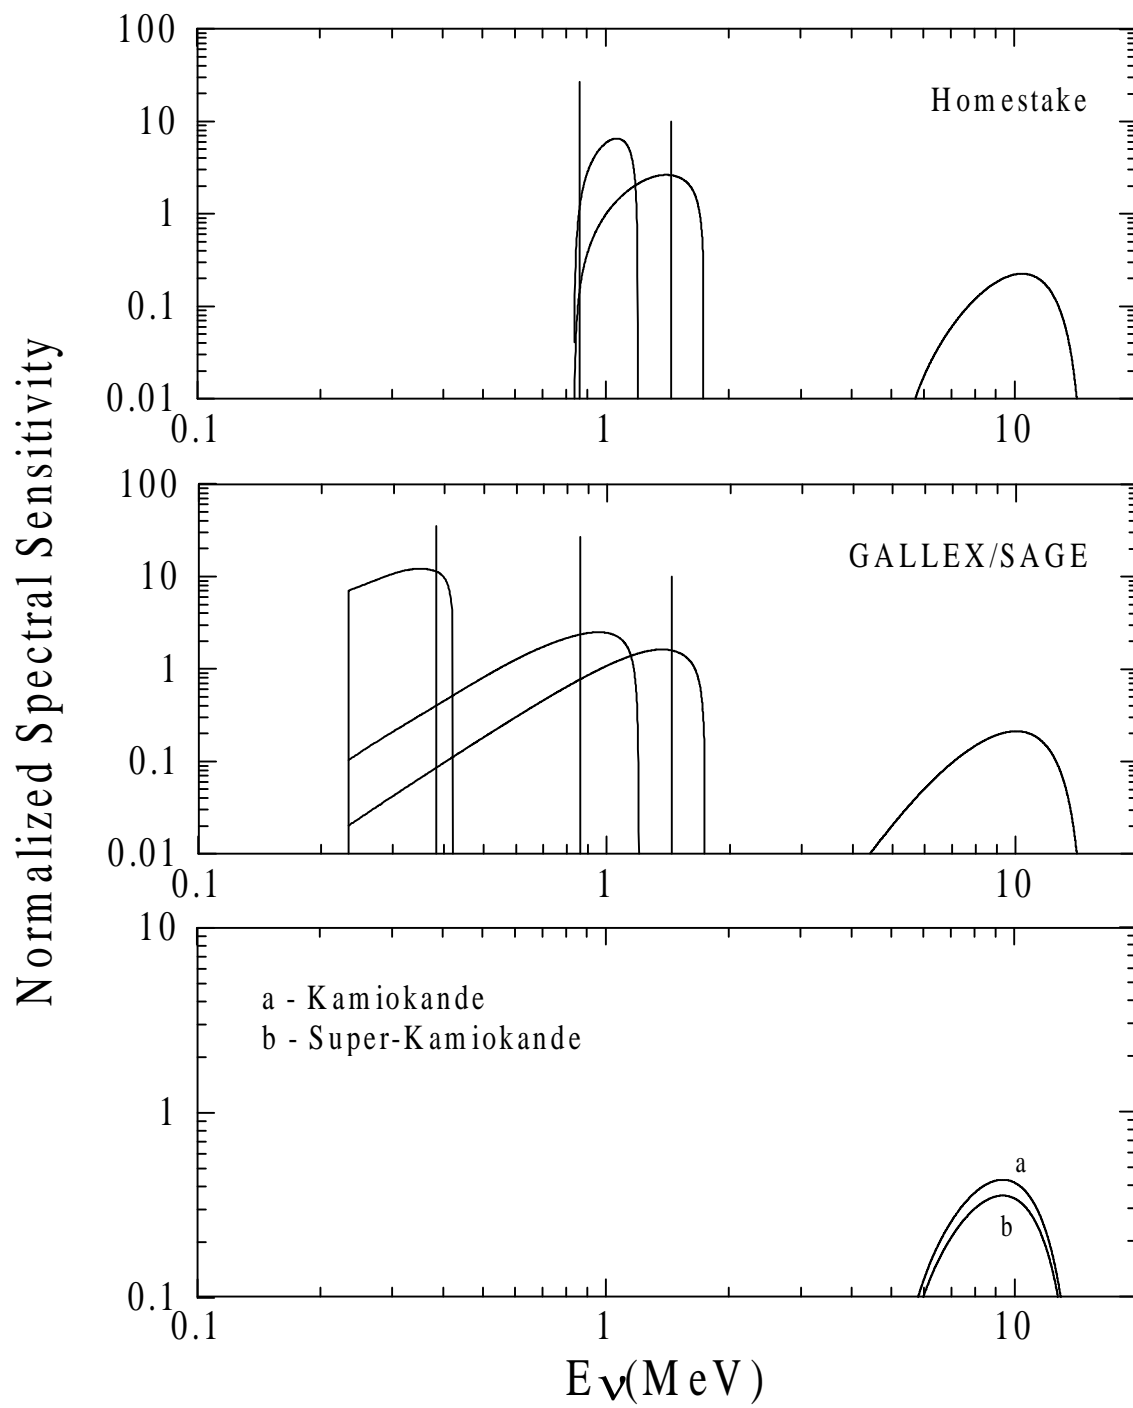 Normalized Spectral Sensitivity
100
10
1
0.1
0.01
Homestake
0.1 1 10
100
10
1
0.1
0.01
GALLEX/SAGE
0.1 1 10
10
1
0.1
a - Kamiokande
b - Super-Kamiokande
a
b
0.1 1 10
Eν(MeV)